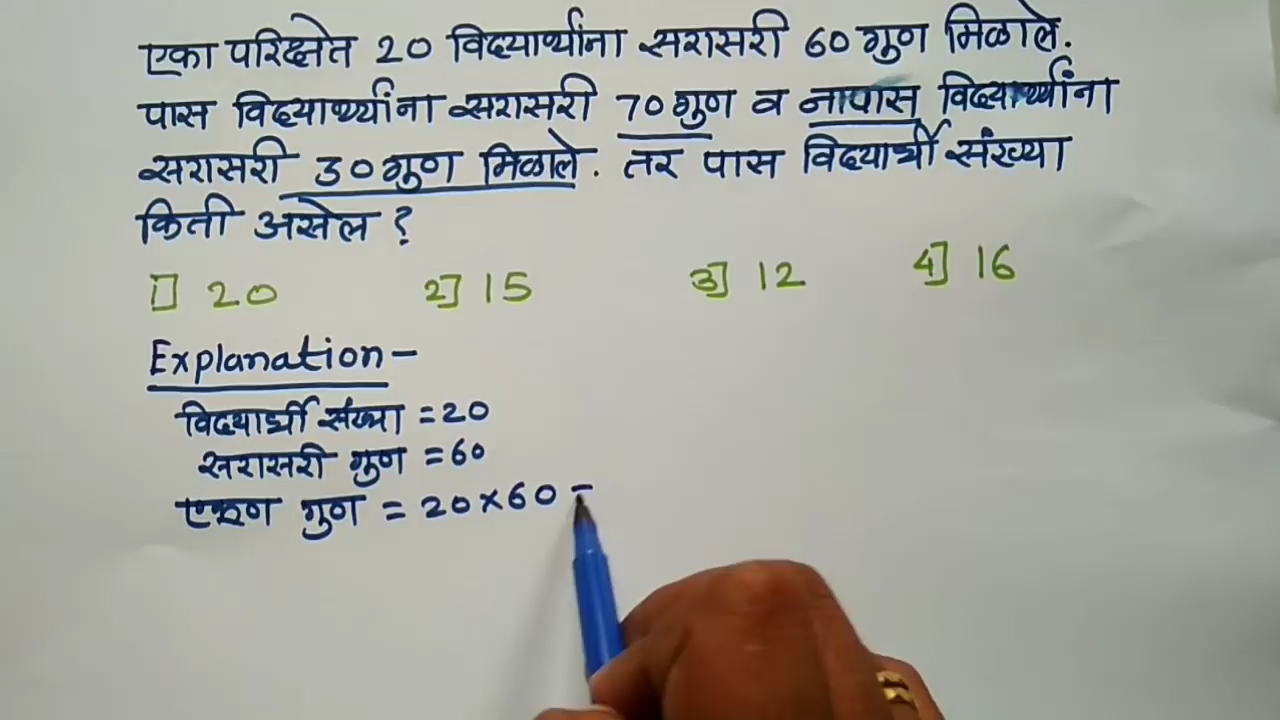 एका परिक्षेत 20 विद्यार्थ्यांना सरासरी 60 गुण मिळाले.
पास विद्यार्थ्यांना सरासरी 70 गुण व नापास विद्यार्थ्यांना
सरासरी 30 गुण मिळाले. तर पास विद्यार्थी संख्या
किती असेल ?
1] 20 2] 15 3] 12 4] 16
Explanation-
विद्यार्थी संख्या = 20
सरासरी गुण = 60
एकूण गुण = 20×60 =